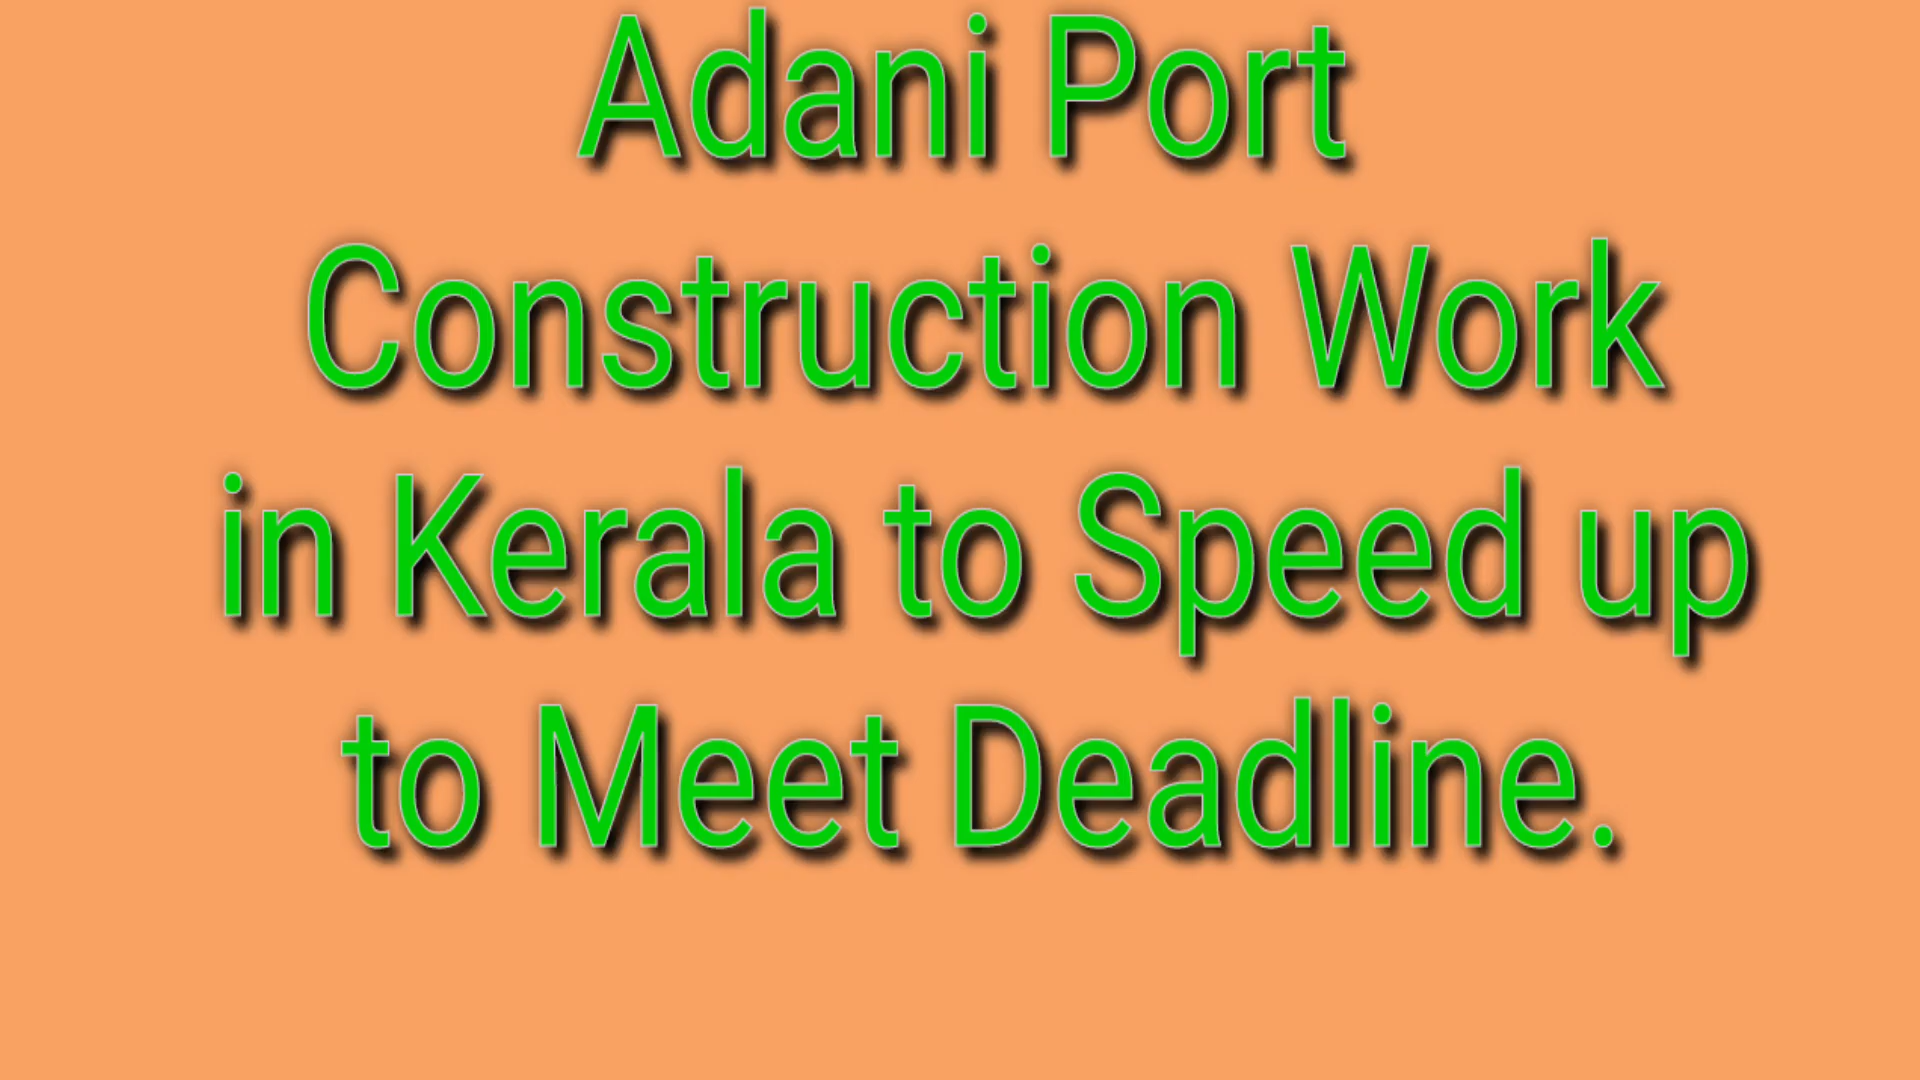 Adani Port
Construction Work
in Kerala to Speed up
to Meet Deadline.